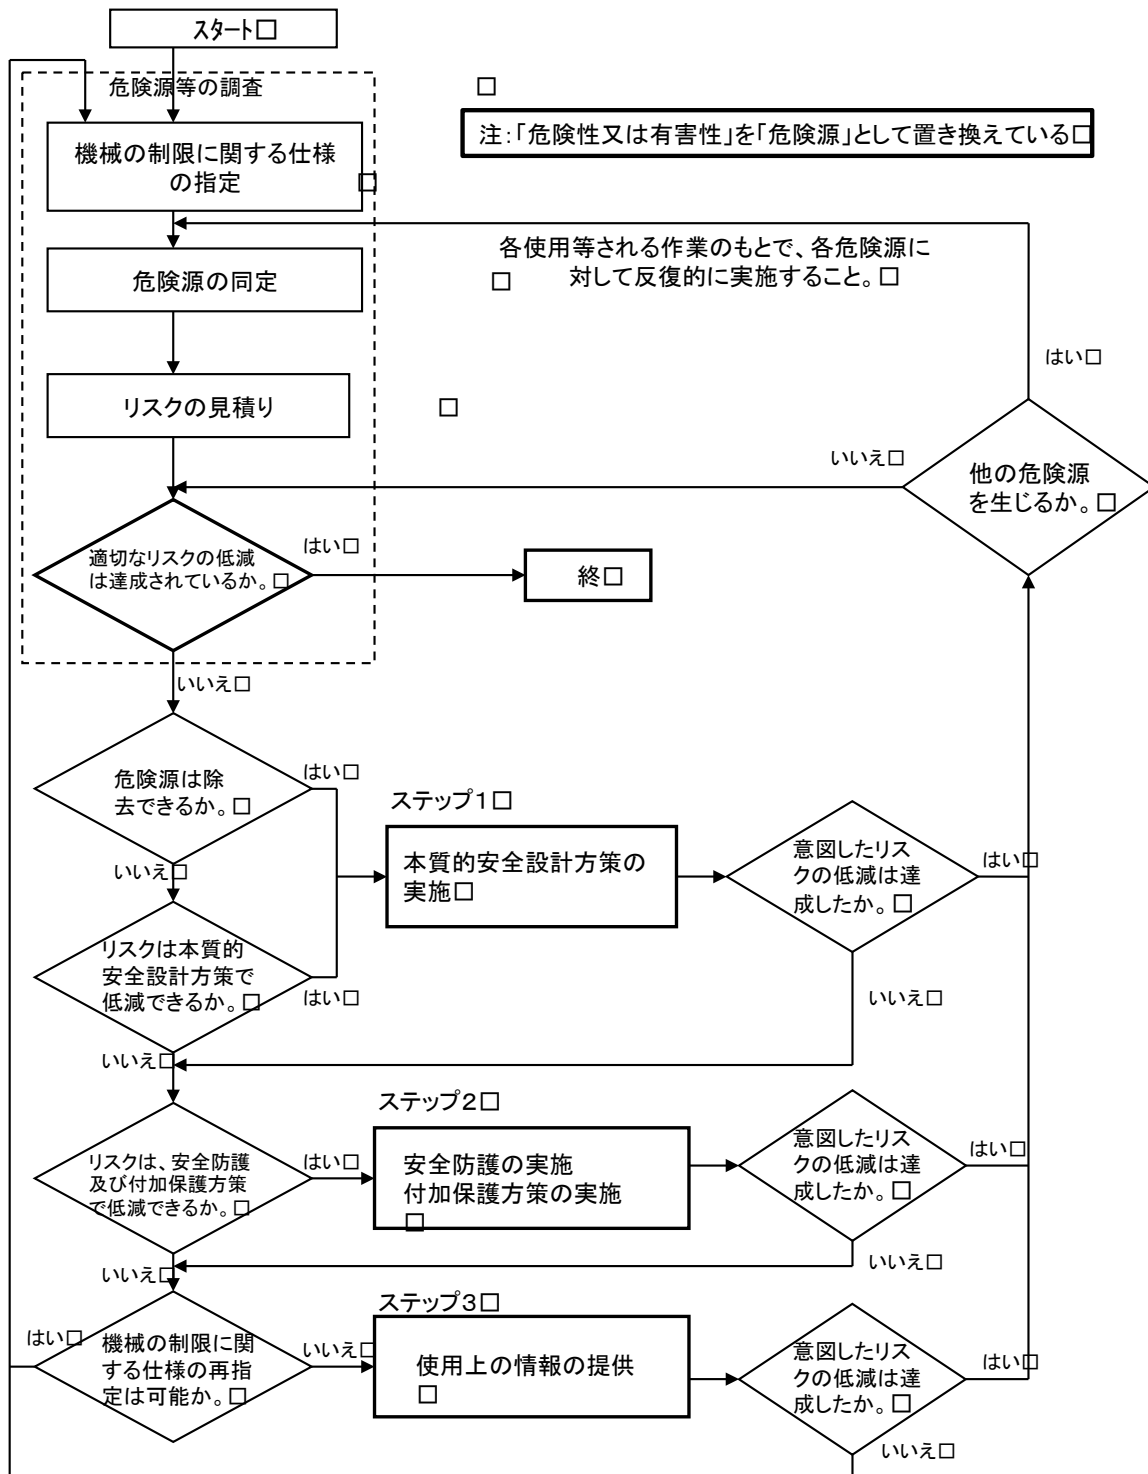 スタート
危険源等の調査
注：「危険性又は有害性」を「危険源」として置き換えている
機械の制限に関する仕様
の指定
各使用等される作業のもとで、各危険源に
対して反復的に実施すること。
危険源の同定
はい
リスクの見積り
いいえ
他の危険源
を生じるか。
適切なリスクの低減
は達成されているか。
はい
終
いいえ
危険源は除
去できるか。
はい
ステップ１
本質的安全設計方策の
実施
意図したリス
クの低減は達
成したか。
はい
いいえ
リスクは本質的
安全設計方策で
低減できるか。
はい
いいえ
いいえ
ステップ２
リスクは、安全防護
及び付加保護方策
で低減できるか。
はい
安全防護の実施
付加保護方策の実施
意図したリス
クの低減は達
成したか。
はい
いいえ
いいえ
ステップ３
はい
機械の制限に関
する仕様の再指
定は可能か。
いいえ
使用上の情報の提供
意図したリス
クの低減は達
成したか。
はい
いいえ